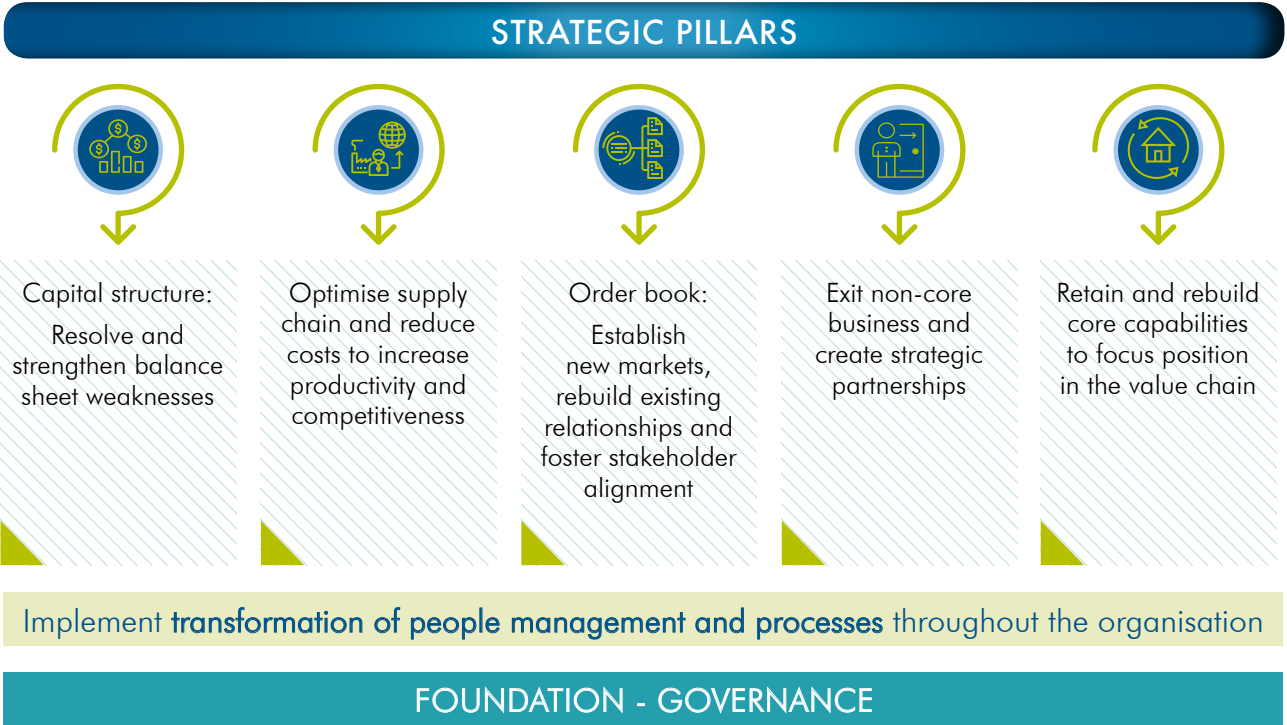 STRATEGIC PILLARS
Capital structure:
Resolve and
strengthen balance
sheet weaknesses
Optimise supply
chain and reduce
costs to increase
productivity and
competitiveness
Order book:
Establish
new markets,
rebuild existing
relationships and
foster stakeholder
alignment
Exit non-core
business and
create strategic
partnerships
Retain and rebuild
core capabilities
to focus position
in the value chain
Implement transformation of people management and processes throughout the organisation
FOUNDATION - GOVERNANCE